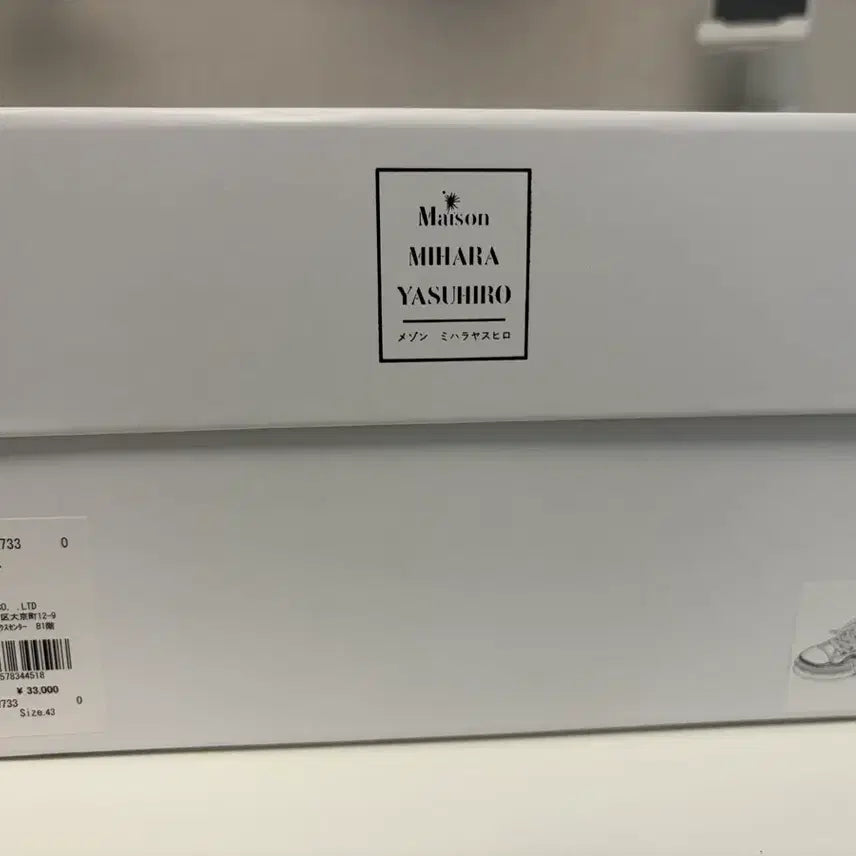 Maison
MIHARA
YASUHIRO
メゾン ミハラヤスヒロ
733 0
.LTD
区大京町12-9
B1階
578344518
¥ 33,000
733 0
Size.43